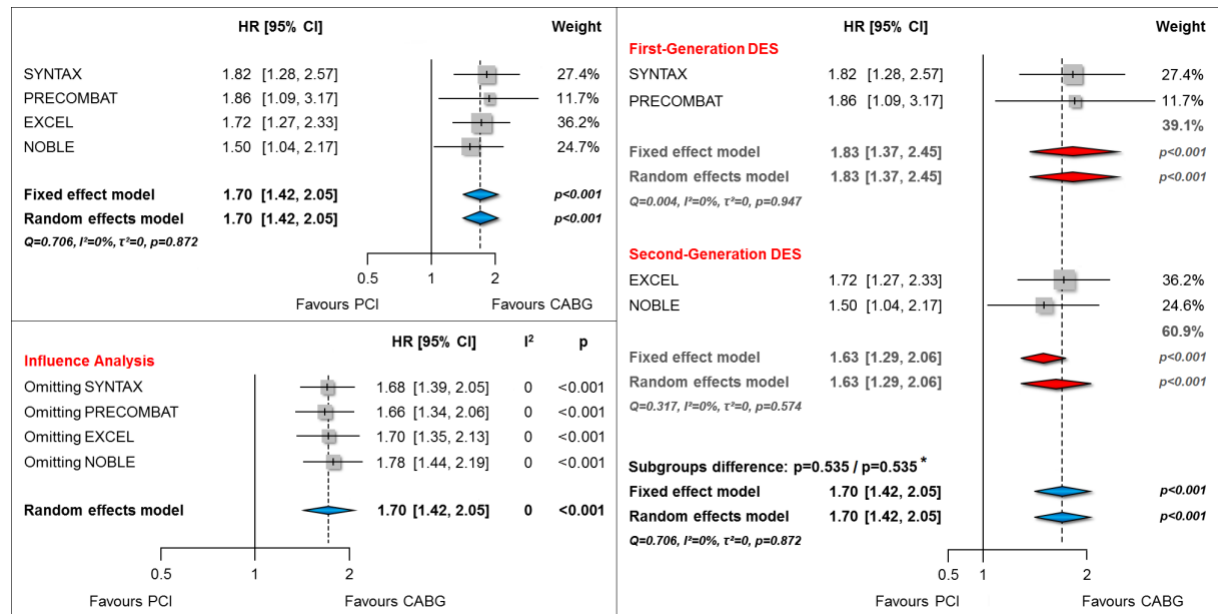 HR [95% CI] Weight
SYNTAX 1.82 [1.28, 2.57] 27.4%
PRECOMBAT 1.86 [1.09, 3.17] 11.7%
EXCEL 1.72 [1.27, 2.33] 36.2%
NOBLE 1.50 [1.04, 2.17] 24.7%
Fixed effect model 1.70 [1.42, 2.05] p<0.001
Random effects model 1.70 [1.42, 2.05] p<0.001
Q=0.706, I²=0%, τ²=0, p=0.872
0.5 1 2
Favours PCI Favours CABG
HR [95% CI] I² p
Influence Analysis
Omitting SYNTAX 1.68 [1.39, 2.05] 0 <0.001
Omitting PRECOMBAT 1.66 [1.34, 2.06] 0 <0.001
Omitting EXCEL 1.70 [1.35, 2.13] 0 <0.001
Omitting NOBLE 1.78 [1.44, 2.19] 0 <0.001
Random effects model 1.70 [1.42, 2.05] 0 <0.001
0.5 1 2
Favours PCI Favours CABG
HR [95% CI] Weight
First-Generation DES
SYNTAX 1.82 [1.28, 2.57] 27.4%
PRECOMBAT 1.86 [1.09, 3.17] 11.7%
39.1%
Fixed effect model 1.83 [1.37, 2.45] p<0.001
Random effects model 1.83 [1.37, 2.45] p<0.001
Q=0.004, I²=0%, τ²=0, p=0.947
Second-Generation DES
EXCEL 1.72 [1.27, 2.33] 36.2%
NOBLE 1.50 [1.04, 2.17] 24.6%
60.9%
Fixed effect model 1.63 [1.29, 2.06] p<0.001
Random effects model 1.63 [1.29, 2.06] p<0.001
Q=0.317, I²=0%, τ²=0, p=0.574
Subgroups difference: p=0.535 / p=0.535 *
Fixed effect model 1.70 [1.42, 2.05] p<0.001
Random effects model 1.70 [1.42, 2.05] p<0.001
Q=0.706, I²=0%, τ²=0, p=0.872
0.5 1 2
Favours PCI Favours CABG